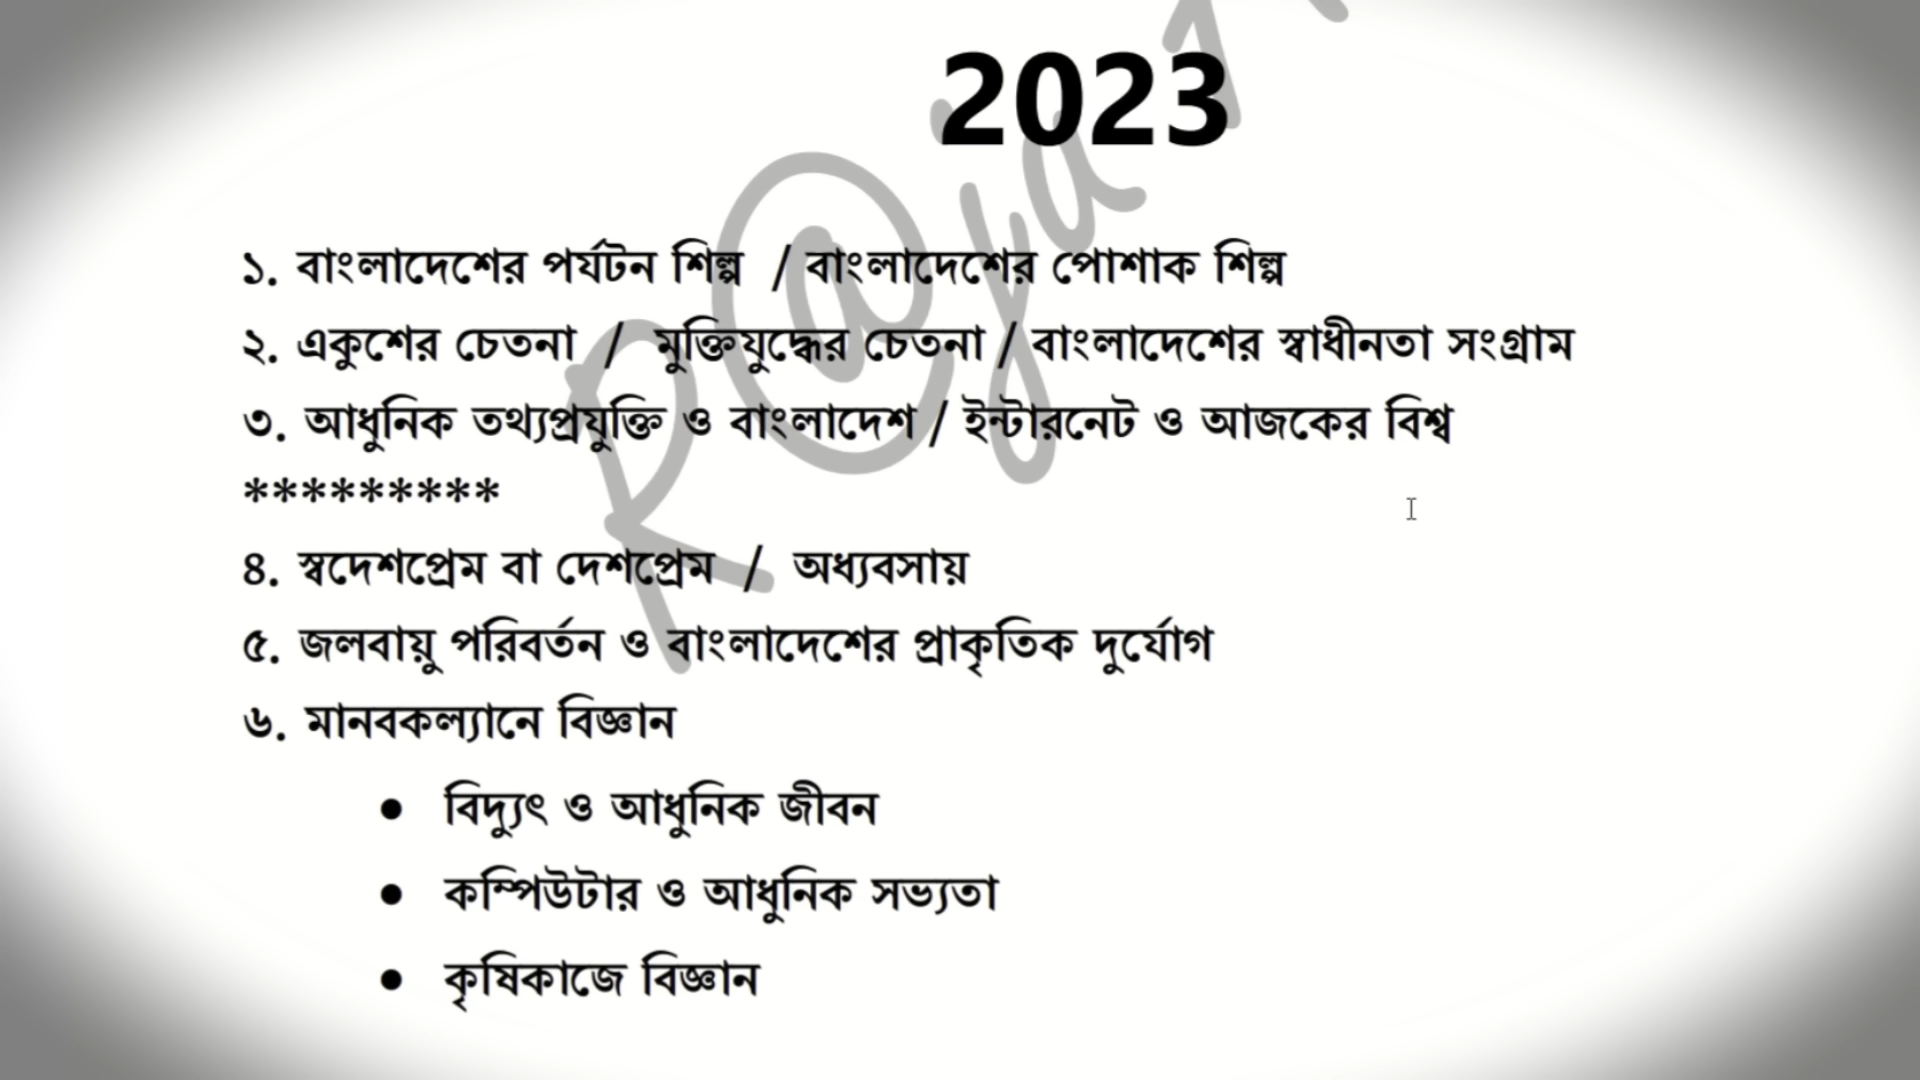 2023
১. বাংলাদেশের পর্যটন শিল্প / বাংলাদেশের পোশাক শিল্প
২. একুশের চেতনা / মুক্তিযুদ্ধের চেতনা / বাংলাদেশের স্বাধীনতা সংগ্রাম
৩. আধুনিক তথ্যপ্রযুক্তি ও বাংলাদেশ / ইন্টারনেট ও আজকের বিশ্ব
*********
৪. স্বদেশপ্রেম বা দেশপ্রেম / অধ্যবসায়
৫. জলবায়ু পরিবর্তন ও বাংলাদেশের প্রাকৃতিক দুর্যোগ
৬. মানবকল্যানে বিজ্ঞান
● বিদ্যুৎ ও আধুনিক জীবন
● কম্পিউটার ও আধুনিক সভ্যতা
● কৃষিকাজে বিজ্ঞান